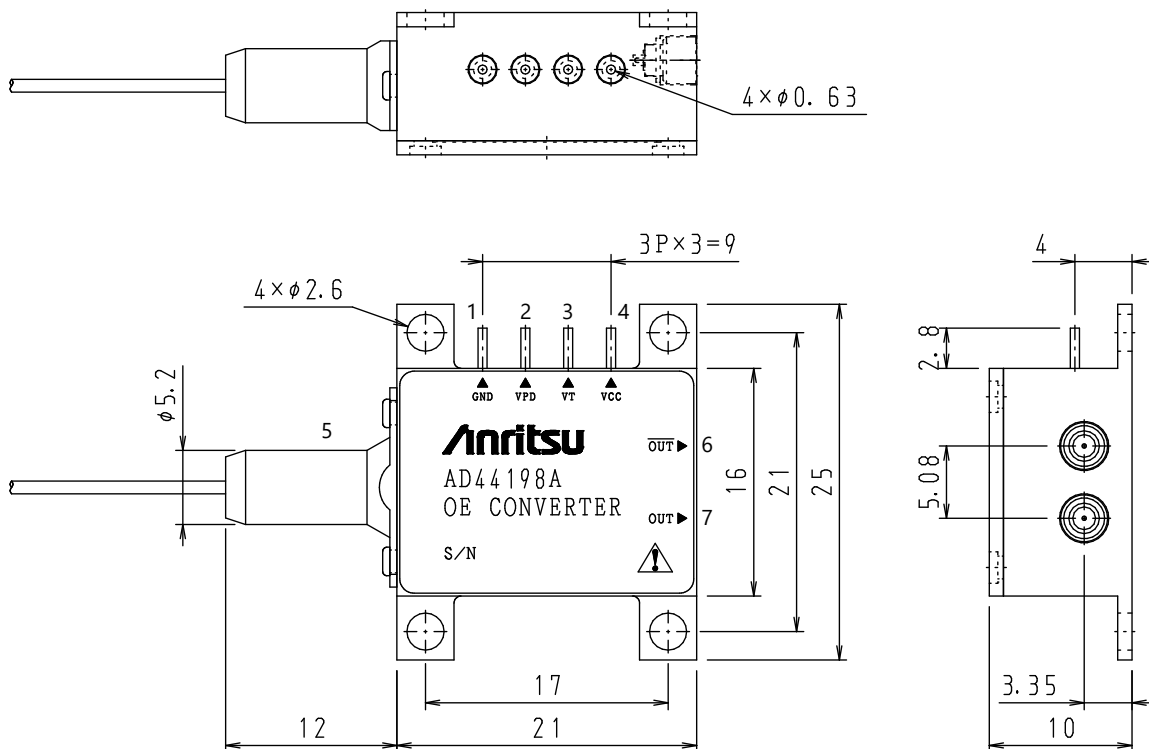 4×φ0.63
3P×3=9
4
4×φ2.6
1 2 3 4
2.8
φ5.2
GND VPD VT VCC
5
Anritsu
OUT 6
AD44198A
OE CONVERTER
OUT 7
S/N
16
21
25
5.08
17
3.35
12
21
10